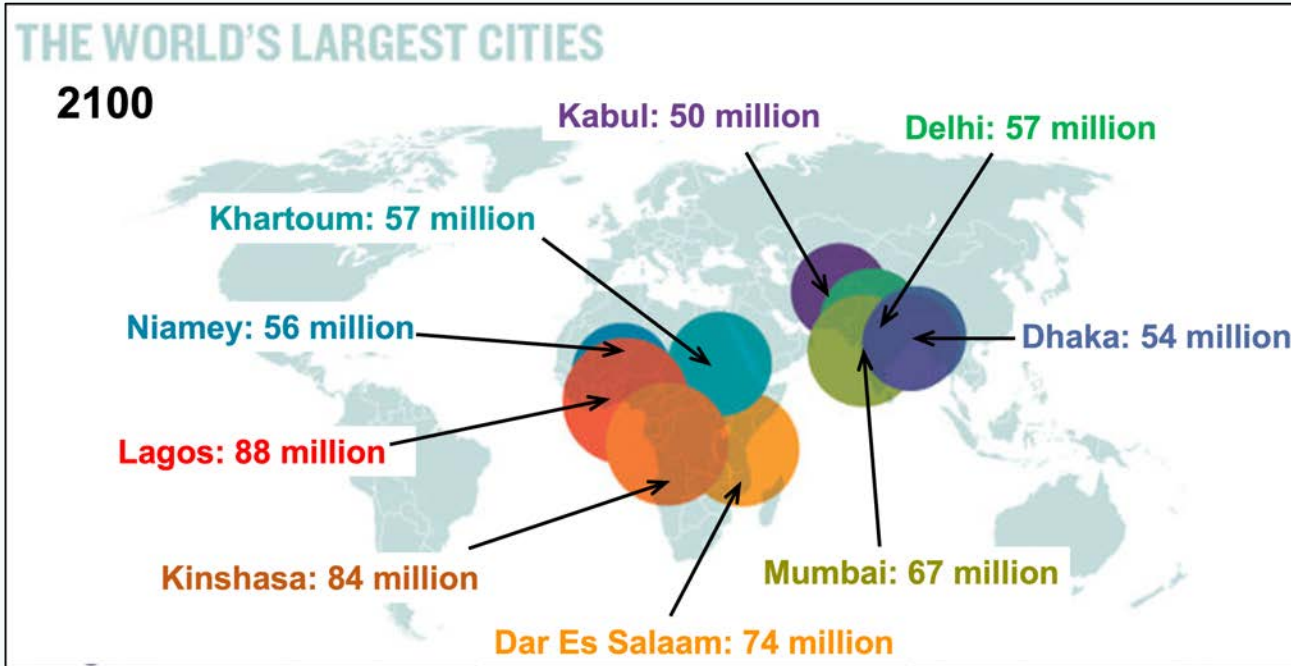 THE WORLD'S LARGEST CITIES
2100
Kabul: 50 million
Delhi: 57 million
Khartoum: 57 million
Niamey: 56 million
Dhaka: 54 million
Lagos: 88 million
Kinshasa: 84 million
Mumbai: 67 million
Dar Es Salaam: 74 million